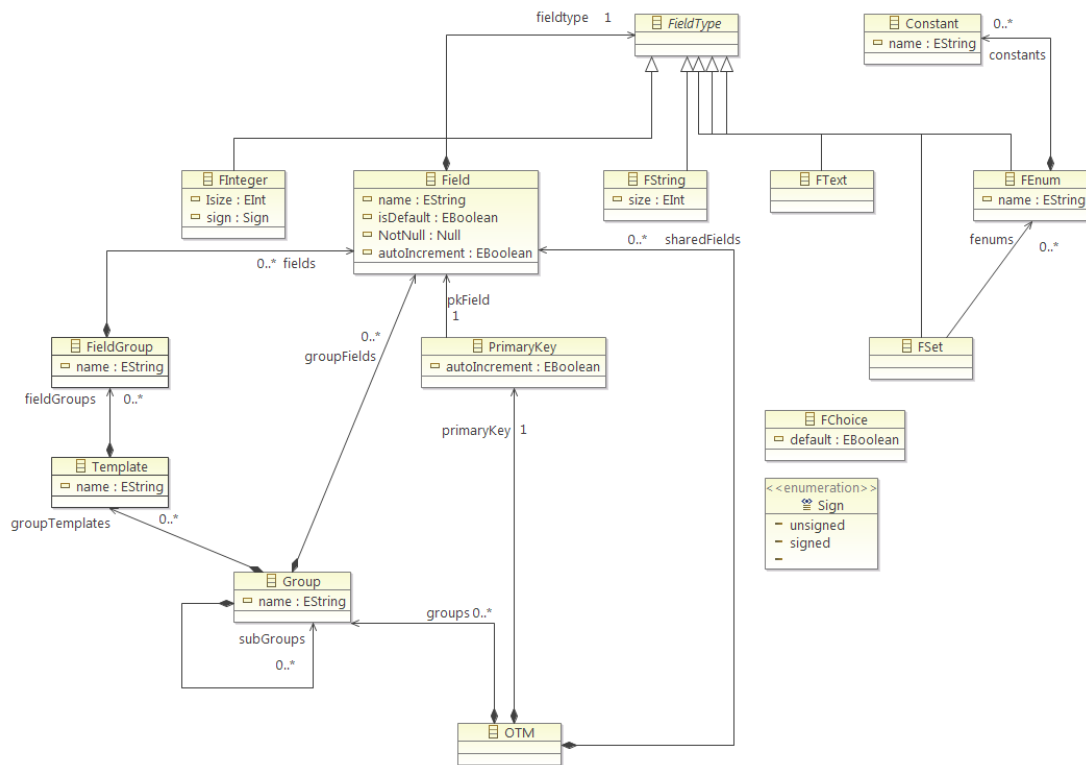 fieldtype 1
FieldType
Constant
name : EString
0..*
constants
FInteger
Isize : EInt
sign : Sign
Field
name : EString
isDefault : EBoolean
NotNull : Null
autoIncrement : EBoolean
FString
size : EInt
FText
FEnum
name : EString
0..* sharedFields
fenums
0..*
0..* fields
pkField
1
0..*
groupFields
FieldGroup
name : EString
PrimaryKey
autoIncrement : EBoolean
FSet
fieldGroups 0..*
FChoice
default : EBoolean
primaryKey 1
Template
name : EString
<<enumeration>>
Sign
unsigned
signed
groupTemplates 0..*
Group
name : EString
groups 0..*
subGroups
0..*
OTM